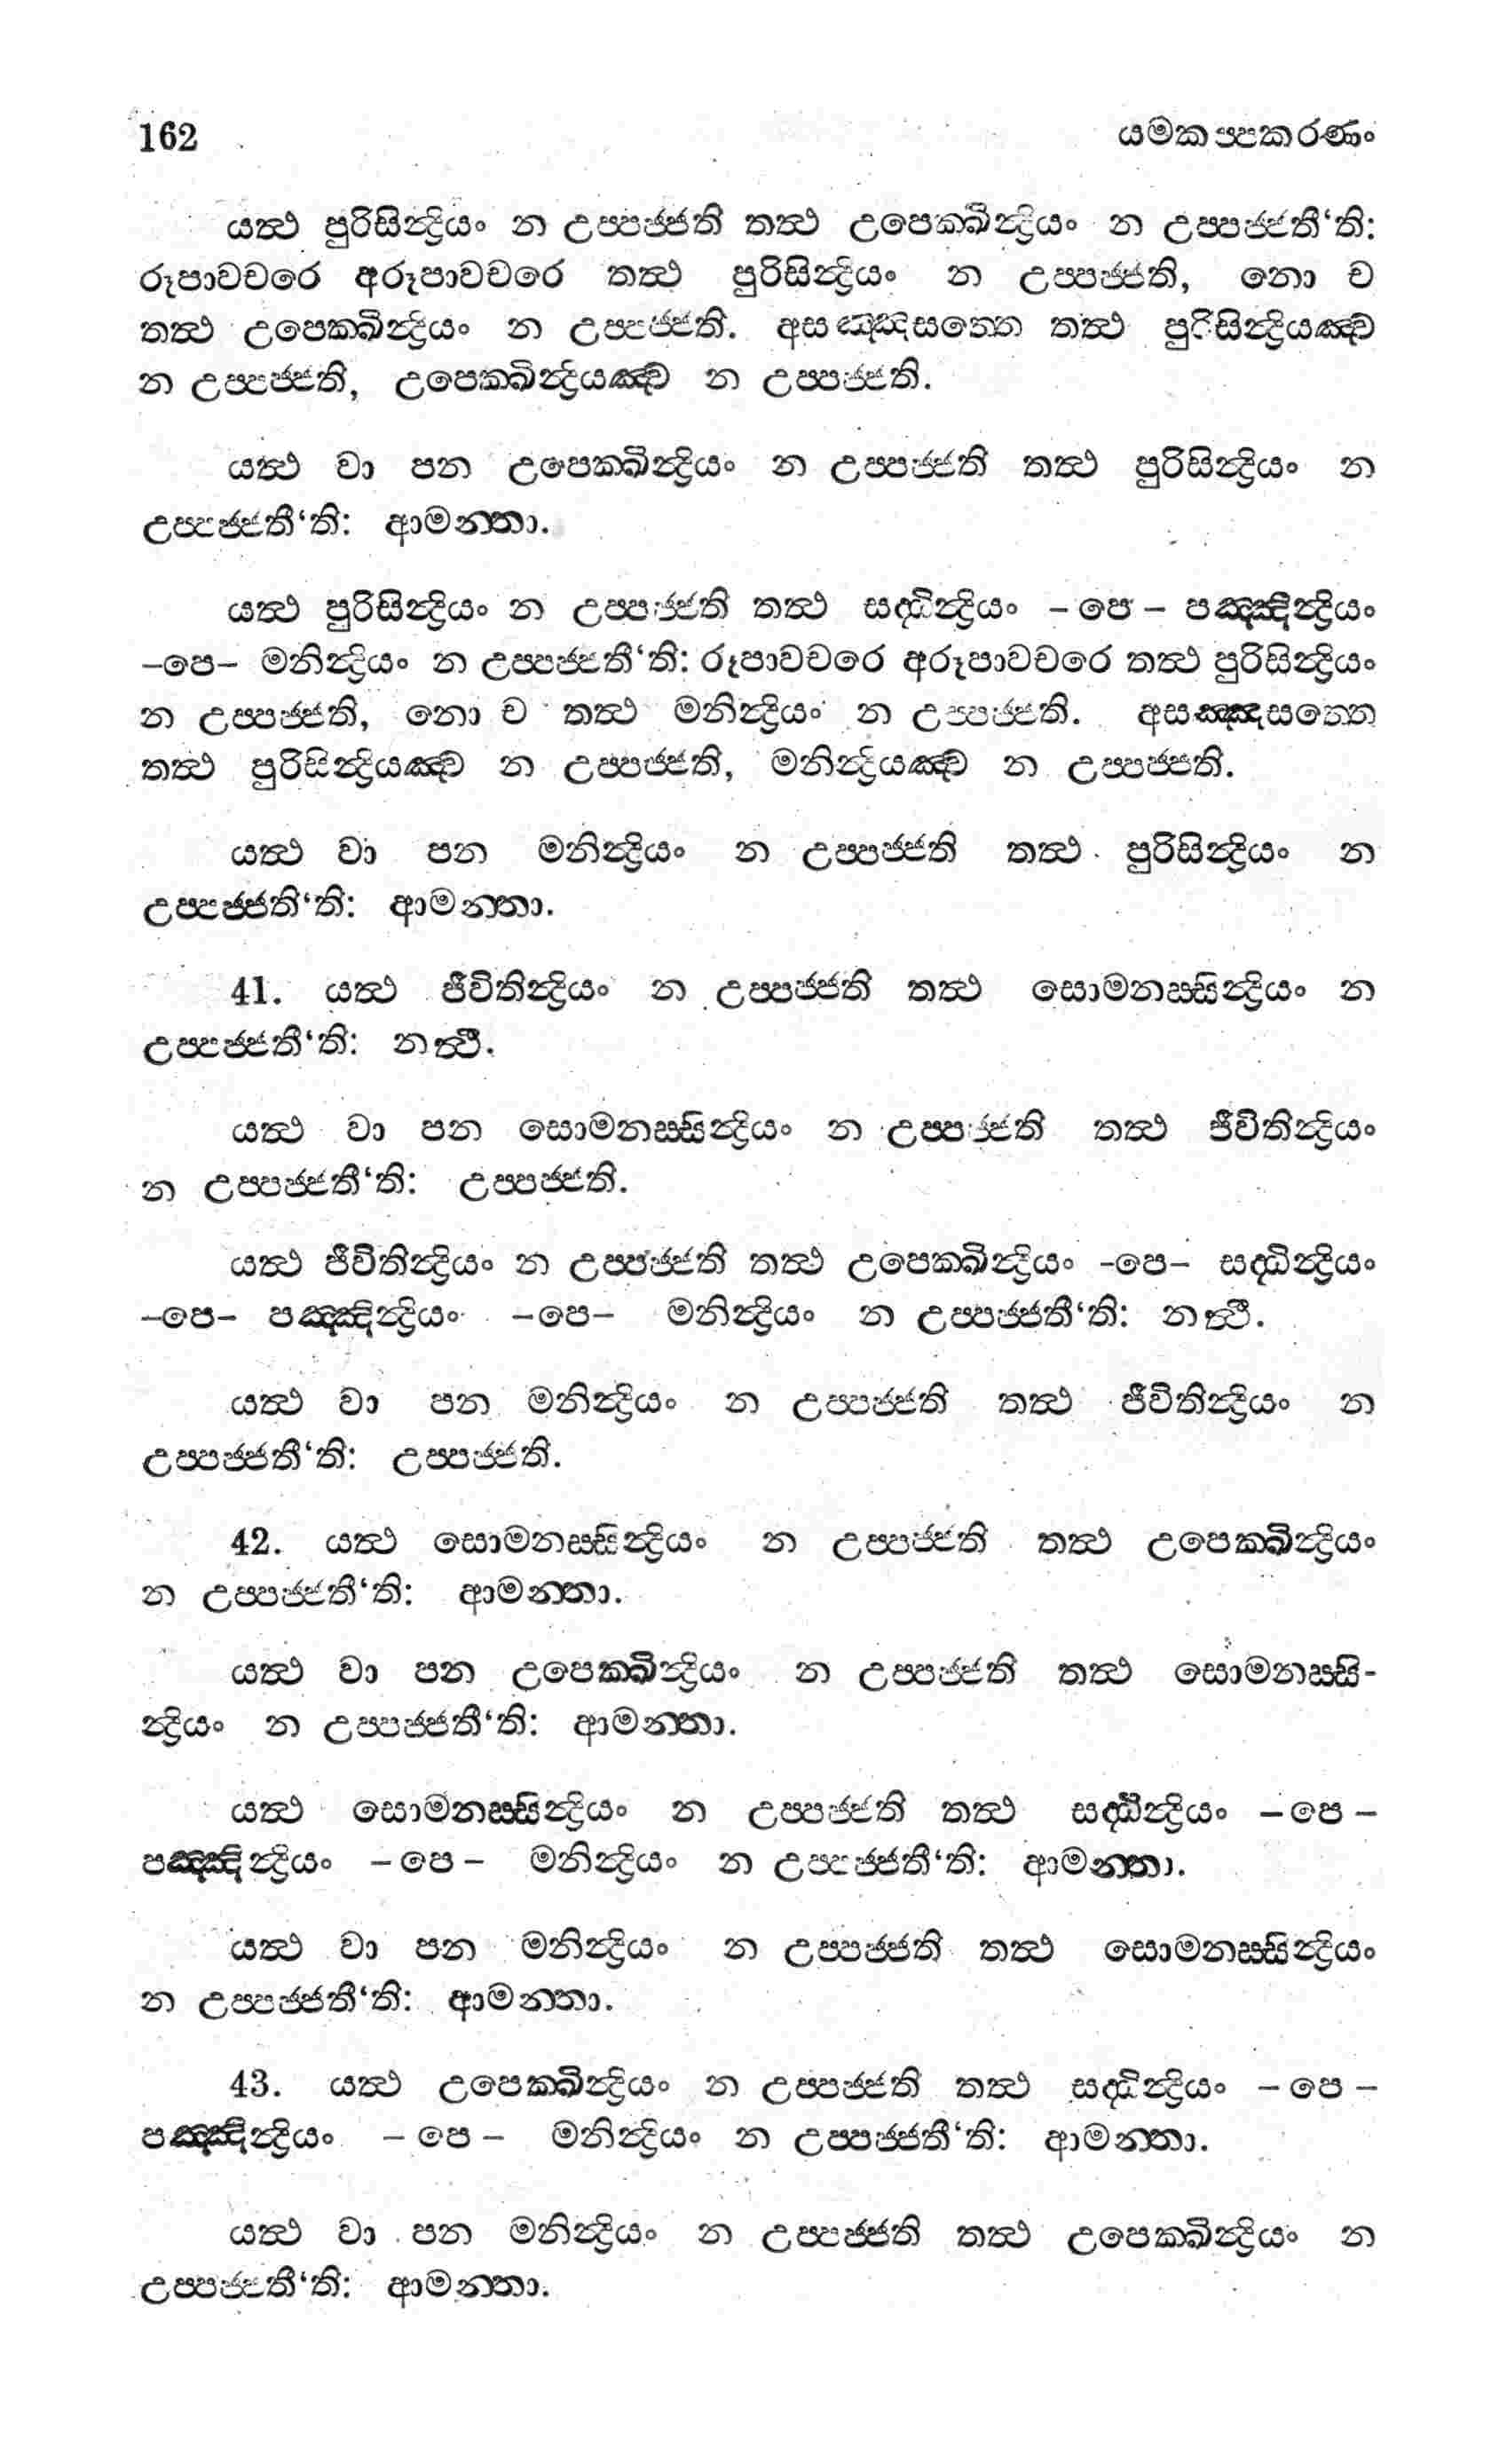 162 යමකප්පකරණං
යත්‍ථ පුරිසින්‍ද්‍රියං න උප්පජ්ජති තත්‍ථ උපෙක්ඛින්‍ද්‍රියං න උප්පජ්ජතී‘ති:
රූපාවචරෙ අරූපාවචරෙ තත්‍ථ පුරිසින්‍ද්‍රියං න උප්පජ්ජති, නො ච
තත්‍ථ උපෙක්ඛින්‍ද්‍රියං න උප්පජ්ජති. අසඤ්ඤසත්තෙ තත්‍ථ පුරිසින්‍ද්‍රියඤ්ච
න උප්පජ්ජති, උපෙක්ඛින්‍ද්‍රියඤ්ච න උප්පජ්ජති.
යත්‍ථ වා පන උපෙක්ඛින්‍ද්‍රියං න උප්පජ්ජති තත්‍ථ පුරිසින්‍ද්‍රියං න
උප්පජ්ජතී‘ති: ආමන්තා.
යත්‍ථ පුරිසින්‍ද්‍රියං න උප්පජ්ජති තත්‍ථ සද්ධින්‍ද්‍රියං –පෙ– පඤ්ඤින්‍ද්‍රියං
–පෙ– මනින්‍ද්‍රියං න උප්පජ්ජතී‘ති: රූපාවචරෙ අරූපාවචරෙ තත්‍ථ පුරිසින්‍ද්‍රියං
න උප්පජ්ජති, නො ච තත්‍ථ මනින්‍ද්‍රියං න උප්පජ්ජති. අසඤ්ඤසත්තෙ
තත්‍ථ පුරිසින්‍ද්‍රියඤ්ච න උප්පජ්ජති, මනින්‍ද්‍රියඤ්ච න උප්පජ්ජති.
යත්‍ථ වා පන මනින්‍ද්‍රියං න උප්පජ්ජති තත්‍ථ පුරිසින්‍ද්‍රියං න
උප්පජ්ජති‘ති: ආමන්තා.
41. යත්‍ථ ජීවිතින්‍ද්‍රියං න උප්පජ්ජති තත්‍ථ සොමනස්සින්‍ද්‍රියං න
උප්පජ්ජතී‘ති: නත්‍ථි.
යත්‍ථ වා පන සොමනස්සින්‍ද්‍රියං න උප්පජ්ජති තත්‍ථ ජීවිතින්‍ද්‍රියං
න උප්පජ්ජතී‘ති: උප්පජ්ජති.
යත්‍ථ ජීවිතින්‍ද්‍රියං න උප්පජ්ජති තත්‍ථ උපෙක්ඛින්‍ද්‍රියං –පෙ– සද්ධින්‍ද්‍රියං
–පෙ– පඤ්ඤින්‍ද්‍රියං –පෙ– මනින්‍ද්‍රියං න උප්පජ්ජතී‘ති: නත්‍ථි.
යත්‍ථ වා පන මනින්‍ද්‍රියං න උප්පජ්ජති තත්‍ථ ජීවිතින්‍ද්‍රියං න
උප්පජ්ජතී‘ති: උප්පජ්ජති.
42. යත්‍ථ සොමනස්සින්‍ද්‍රියං න උප්පජ්ජති තත්‍ථ උපෙක්ඛින්‍ද්‍රියං
න උප්පජ්ජතී‘ති: ආමන්තා.
යත්‍ථ වා පන උපෙක්ඛින්‍ද්‍රියං න උප්පජ්ජති තත්‍ථ සොමනස්සි-
න්‍ද්‍රියං න උප්පජ්ජතී‘ති: ආමන්තා.
යත්‍ථ සොමනස්සින්‍ද්‍රියං න උප්පජ්ජති තත්‍ථ සද්ධින්‍ද්‍රියං –පෙ–
පඤ්ඤින්‍ද්‍රියං –පෙ– මනින්‍ද්‍රියං න උප්පජ්ජතී‘ති: ආමන්තා.
යත්‍ථ වා පන මනින්‍ද්‍රියං න උප්පජ්ජති තත්‍ථ සොමනස්සින්‍ද්‍රියං
න උප්පජ්ජතී‘ති: ආමන්තා.
43. යත්‍ථ උපෙක්ඛින්‍ද්‍රියං න උප්පජ්ජති තත්‍ථ සද්ධින්‍ද්‍රියං –පෙ–
පඤ්ඤින්‍ද්‍රියං –පෙ– මනින්‍ද්‍රියං න උප්පජ්ජතී‘ති: ආමන්තා.
යත්‍ථ වා පන මනින්‍ද්‍රියං න උප්පජ්ජති තත්‍ථ උපෙක්ඛින්‍ද්‍රියං න
උප්පජ්ජතී‘ති: ආමන්තා.